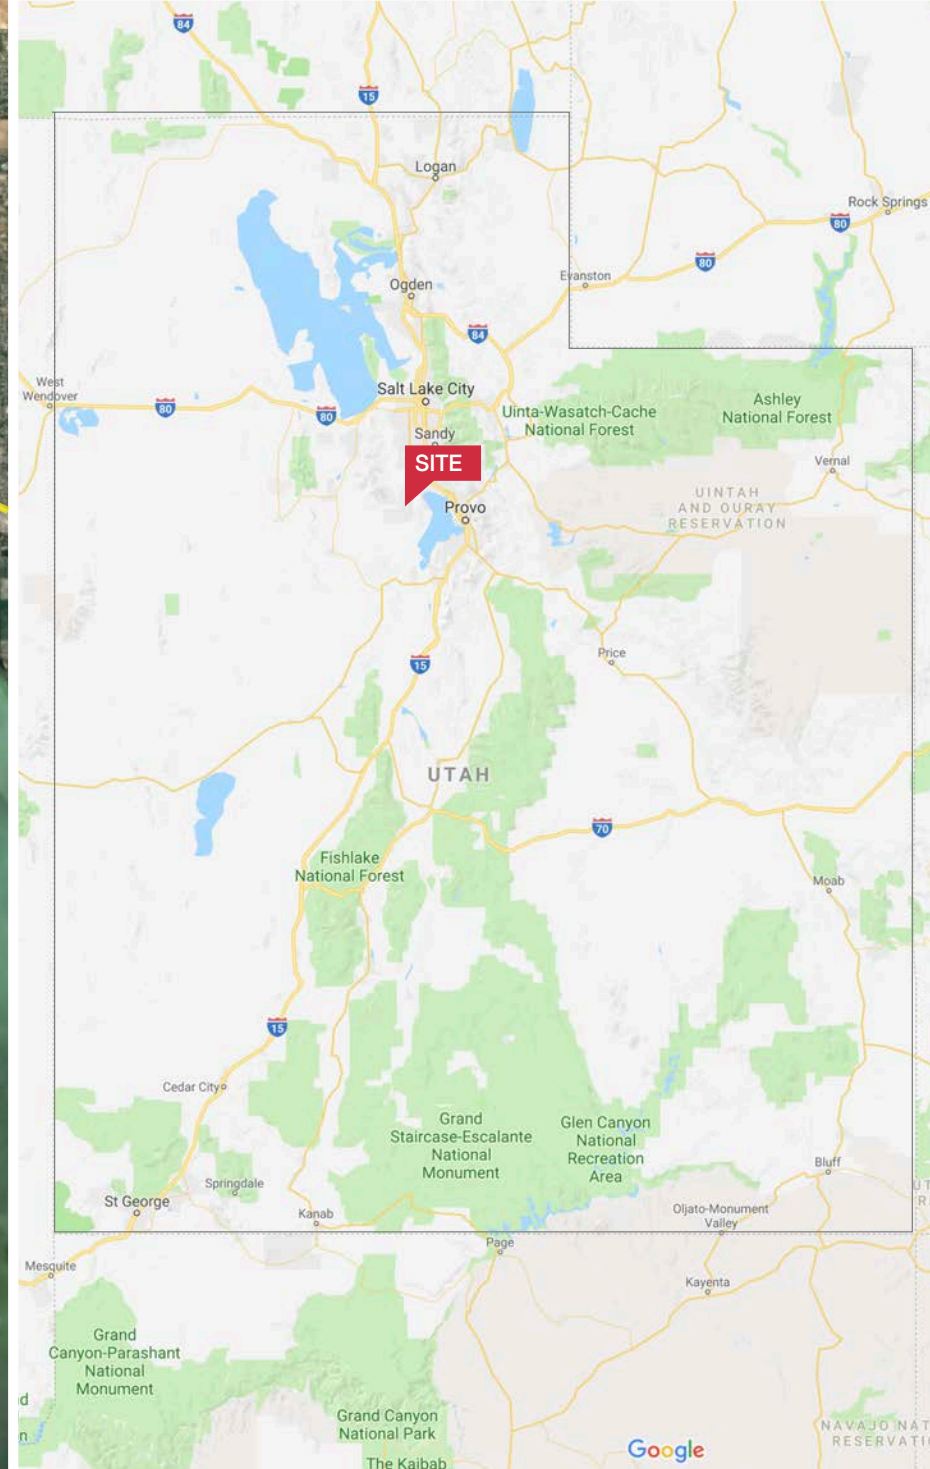 84
15
Logan
Rock Springs
80
80
Evanston
Ogden
84
West
Wendover
80
80
Salt Lake City
Uinta-Wasatch-Cache
National Forest
Ashley
National Forest
Sandy
SITE
Vernal
UINTAH
AND OURAY
RESERVATION
Provo
Price
15
UTAH
70
Fishlake
National Forest
Moab
15
Cedar City
Grand
Staircase-Escalante
National
Monument
Glen Canyon
National
Recreation
Area
Bluff
Springdale
St George
Kanab
Oljato-Monument
Valley
Page
Mesquite
Kayenta
Grand
Canyon-Parashant
National
Monument
Grand Canyon
National Park
The Kaibab
NAVAJO NAT
RESERVATI
Google